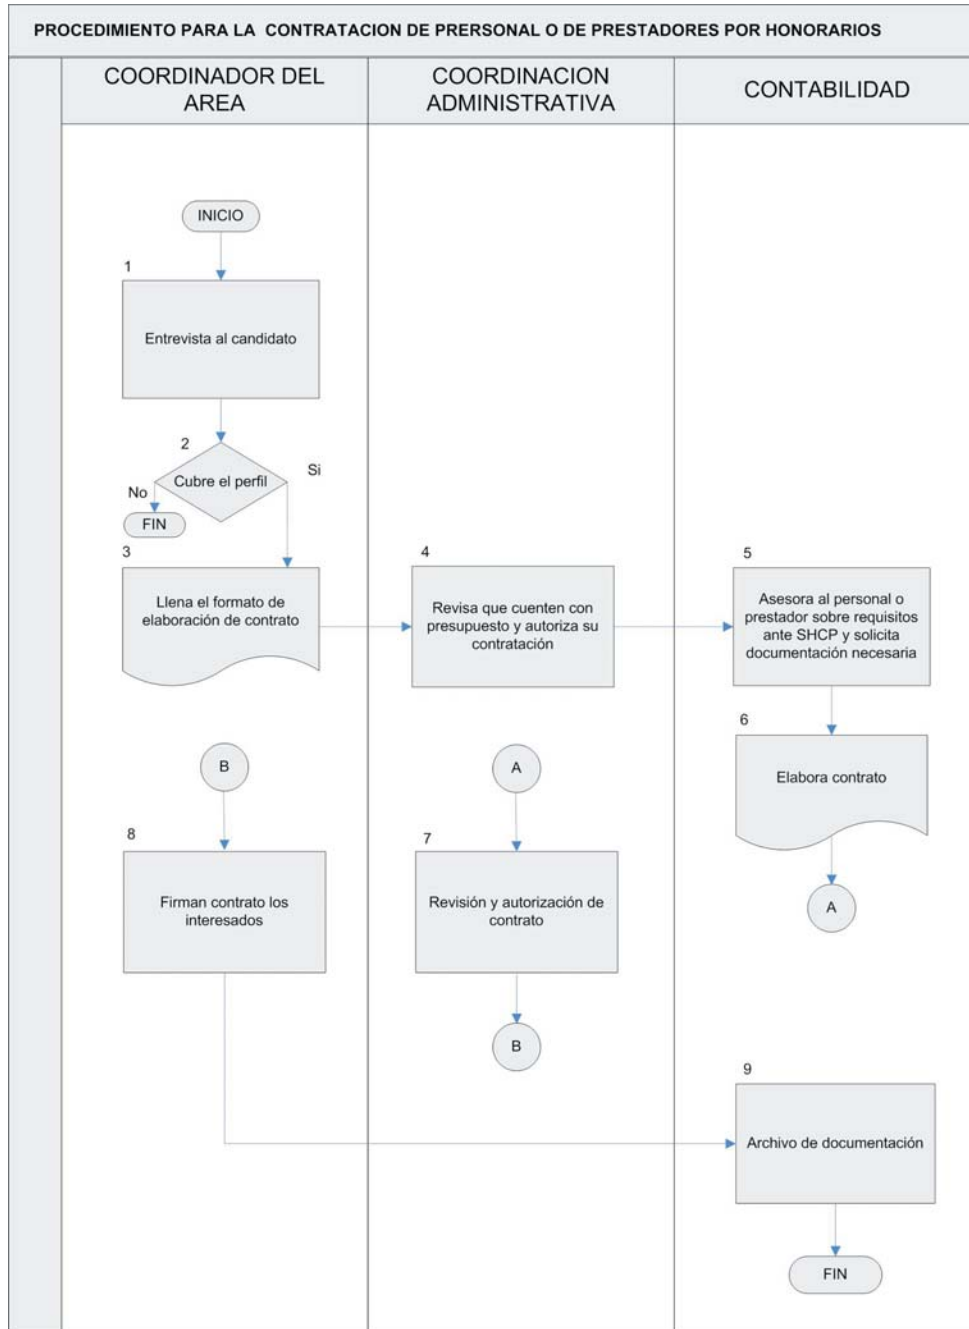 PROCEDIMIENTO PARA LA CONTRATACION DE PRERSONAL O DE PRESTADORES POR HONORARIOS
COORDINADOR DEL
AREA
COORDINACION
ADMINISTRATIVA
CONTABILIDAD
INICIO
1
Entrevista al candidato
2
Cubre el perfil
Si
No
FIN
3
Llena el formato de
elaboración de contrato
4
Revisa que cuenten con
presupuesto y autoriza su
contratación
5
Asesora al personal o
prestador sobre requisitos
ante SHCP y solicita
documentación necesaria
6
Elabora contrato
A
A
7
Revisión y autorización de
contrato
B
B
8
Firman contrato los
interesados
9
Archivo de documentación
FIN